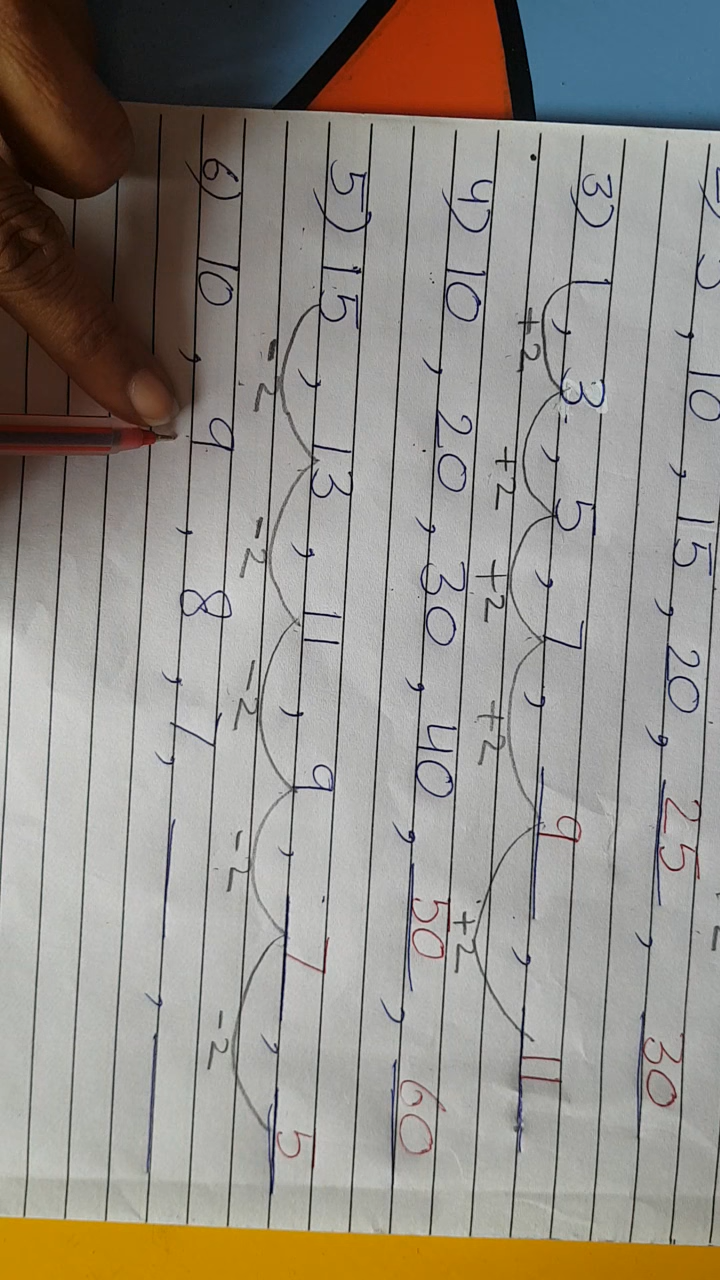 5, 10, 15, 20, 25, 30
3) 1, 3, 5, 7, 9, 11
+2 +2 +2 +2 +2
4) 10, 20, 30, 40, 50, 60
5) 15, 13, 11, 9, 7, 5
-2 -2 -2 -2 -2
6) 10, 9, 8, 7,